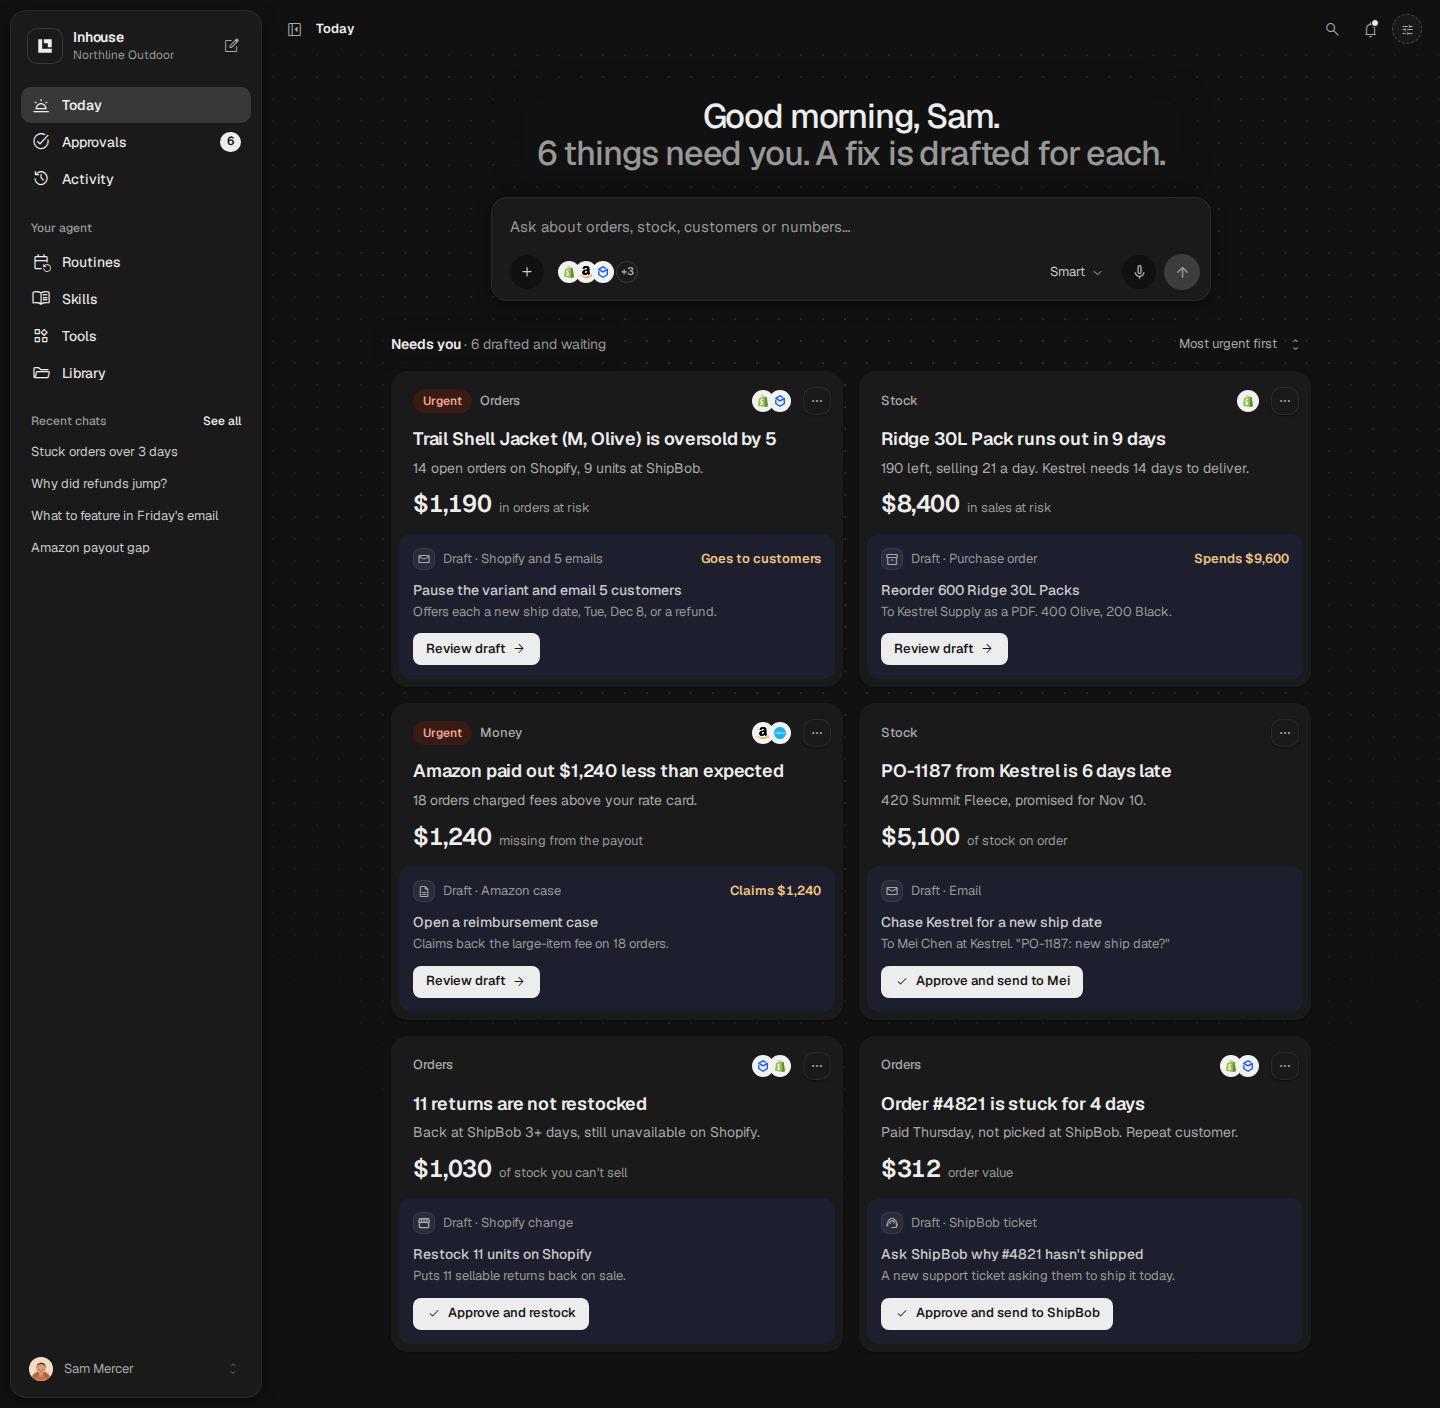 Inhouse
Northline Outdoor
Today
Approvals
6
Activity
Your agent
Routines
Skills
Tools
Library
Recent chats
See all
Stuck orders over 3 days
Why did refunds jump?
What to feature in Friday's email
Amazon payout gap
Sam Mercer
Today
Good morning, Sam.
6 things need you. A fix is drafted for each.
Ask about orders, stock, customers or numbers...
+3
Smart
Needs you · 6 drafted and waiting
Most urgent first
Urgent
Orders
Trail Shell Jacket (M, Olive) is oversold by 5
14 open orders on Shopify, 9 units at ShipBob.
$1,190 in orders at risk
Draft · Shopify and 5 emails
Goes to customers
Pause the variant and email 5 customers
Offers each a new ship date, Tue, Dec 8, or a refund.
Review draft
Stock
Ridge 30L Pack runs out in 9 days
190 left, selling 21 a day. Kestrel needs 14 days to deliver.
$8,400 in sales at risk
Draft · Purchase order
Spends $9,600
Reorder 600 Ridge 30L Packs
To Kestrel Supply as a PDF. 400 Olive, 200 Black.
Review draft
Urgent
Money
Amazon paid out $1,240 less than expected
18 orders charged fees above your rate card.
$1,240 missing from the payout
Draft · Amazon case
Claims $1,240
Open a reimbursement case
Claims back the large-item fee on 18 orders.
Review draft
Stock
PO-1187 from Kestrel is 6 days late
420 Summit Fleece, promised for Nov 10.
$5,100 of stock on order
Draft · Email
Chase Kestrel for a new ship date
To Mei Chen at Kestrel. "PO-1187: new ship date?"
Approve and send to Mei
Orders
11 returns are not restocked
Back at ShipBob 3+ days, still unavailable on Shopify.
$1,030 of stock you can't sell
Draft · Shopify change
Restock 11 units on Shopify
Puts 11 sellable returns back on sale.
Approve and restock
Orders
Order #4821 is stuck for 4 days
Paid Thursday, not picked at ShipBob. Repeat customer.
$312 order value
Draft · ShipBob ticket
Ask ShipBob why #4821 hasn't shipped
A new support ticket asking them to ship it today.
Approve and send to ShipBob